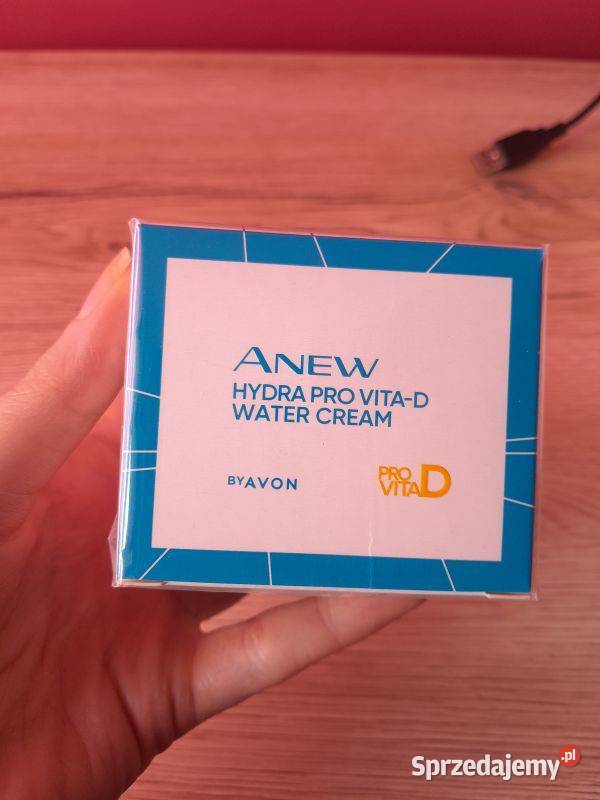 ANEW
HYDRA PRO VITA-D
WATER CREAM
BY AVON
PRO
VITA D
Sprzedajemy.pl